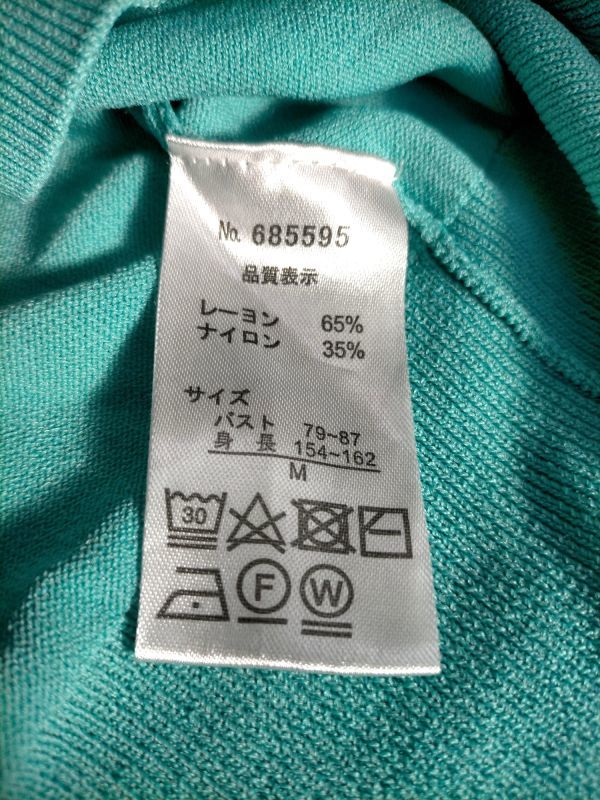 No. 685595
品質表示
レーヨン 65%
ナイロン 35%
サイズ
バスト 79~87
身長 154~162
M
30
F W